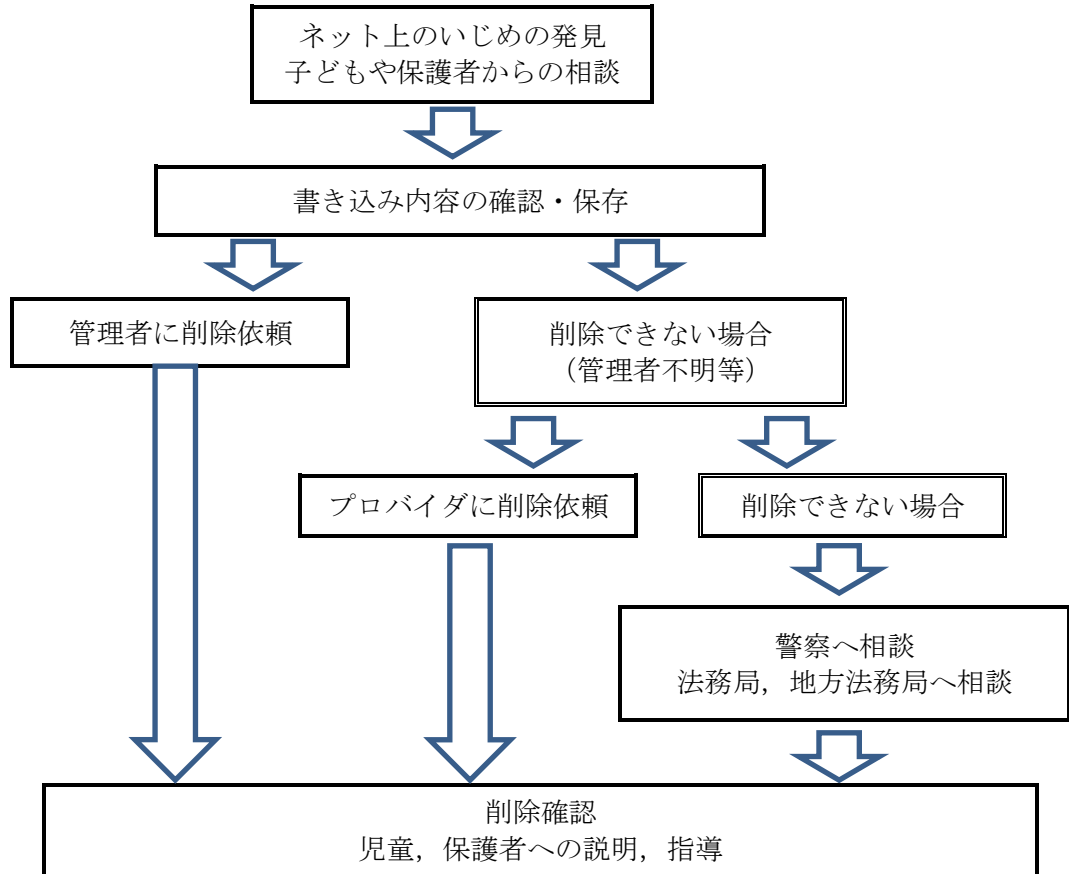 ネット上のいじめの発見
子どもや保護者からの相談
書き込み内容の確認・保存
管理者に削除依頼
削除できない場合
（管理者不明等）
プロバイダに削除依頼
削除できない場合
警察へ相談
法務局，地方法務局へ相談
削除確認
児童，保護者への説明，指導